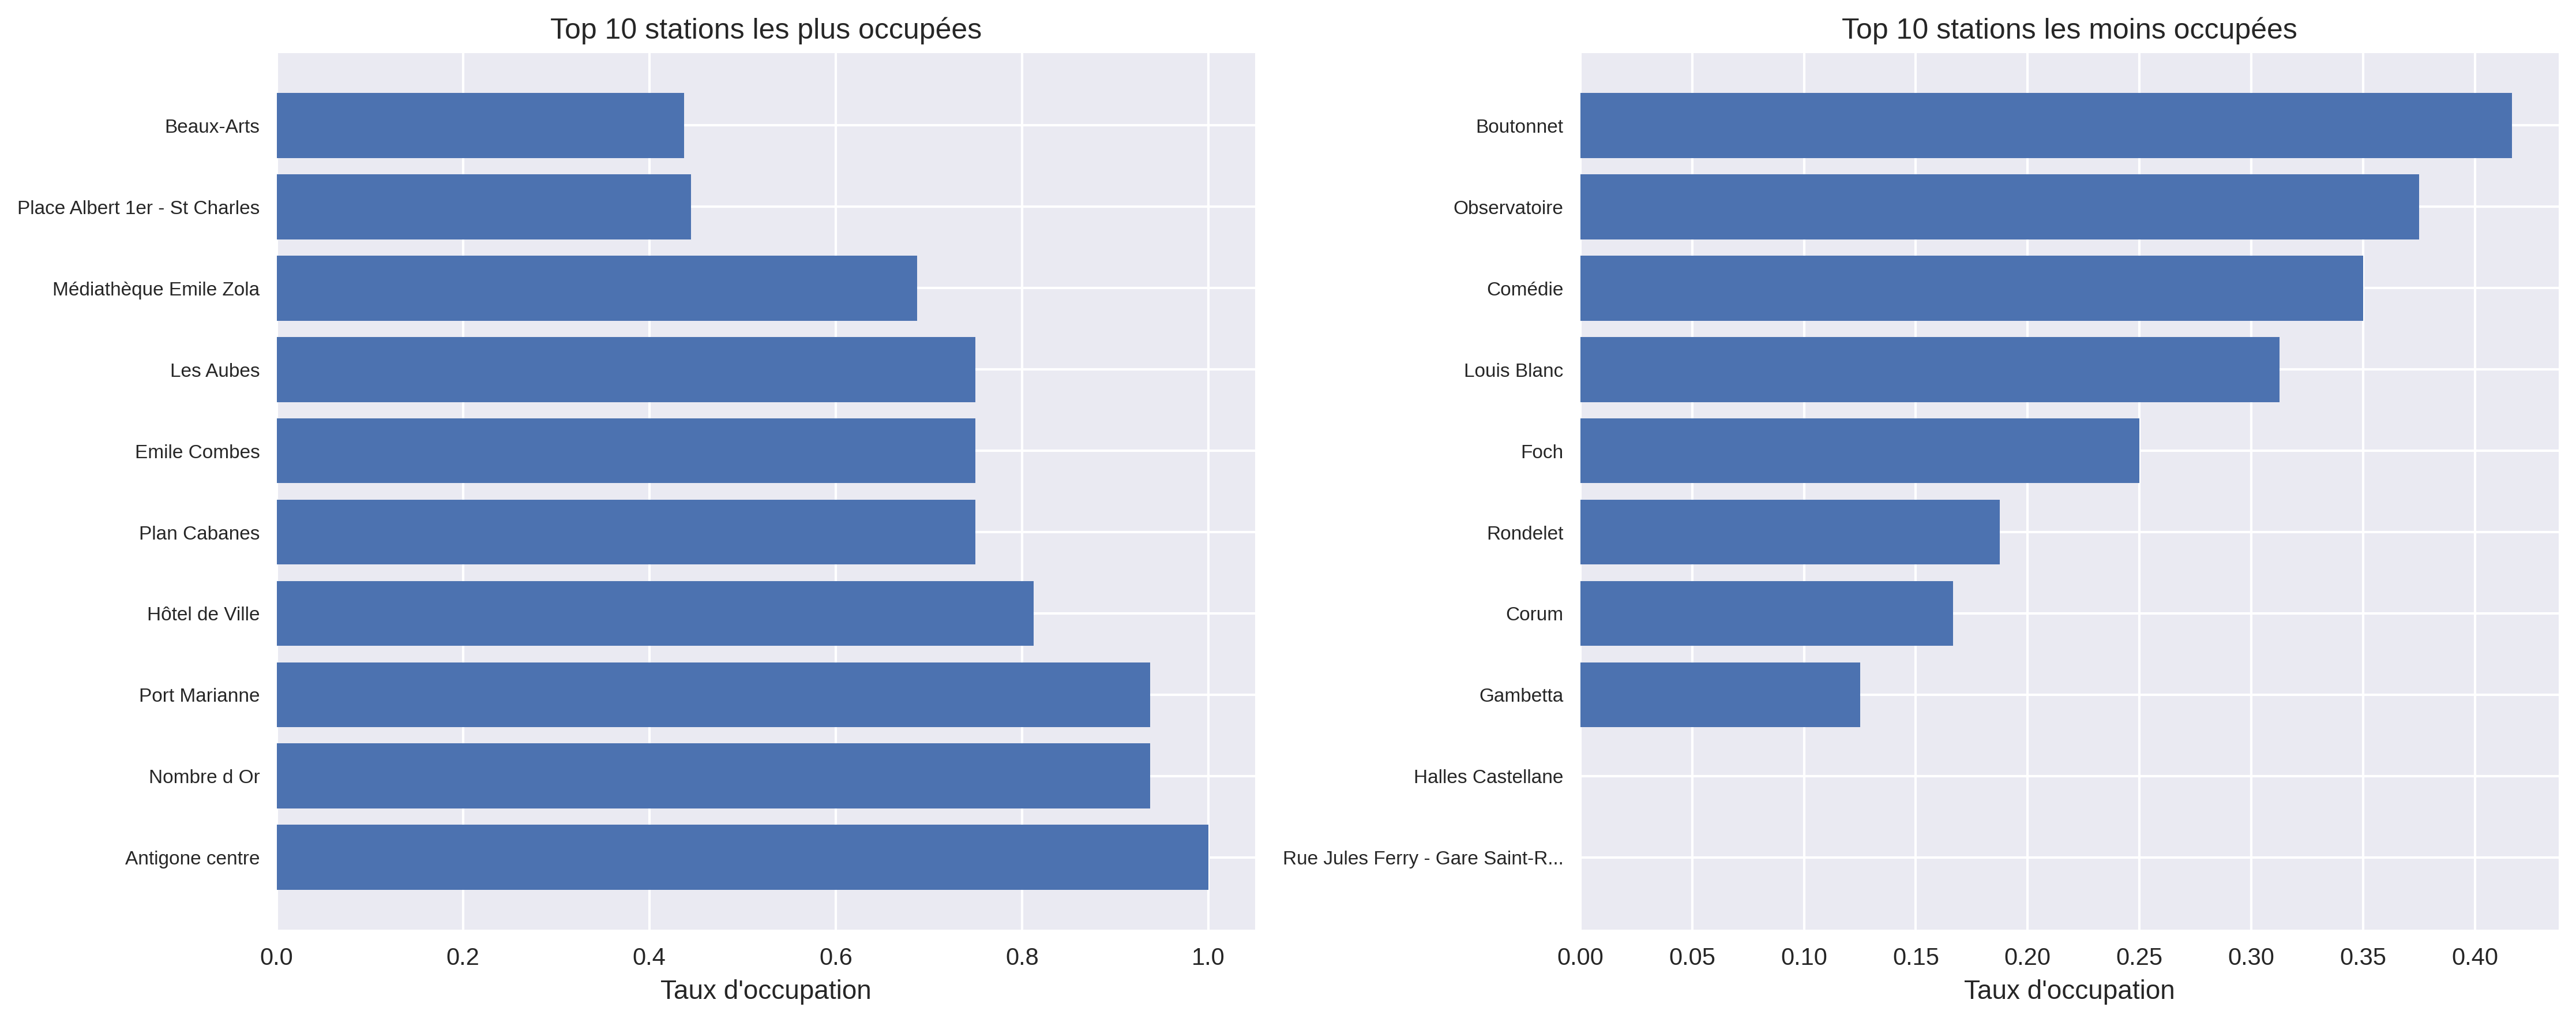 Top 10 stations les plus occupées
Beaux-Arts
Place Albert 1er - St Charles
Médiathèque Emile Zola
Les Aubes
Emile Combes
Plan Cabanes
Hôtel de Ville
Port Marianne
Nombre d Or
Antigone centre
0.0 0.2 0.4 0.6 0.8 1.0
Taux d'occupation
Top 10 stations les moins occupées
Boutonnet
Observatoire
Comédie
Louis Blanc
Foch
Rondelet
Corum
Gambetta
Halles Castellane
Rue Jules Ferry - Gare Saint-R...
0.00 0.05 0.10 0.15 0.20 0.25 0.30 0.35 0.40
Taux d'occupation